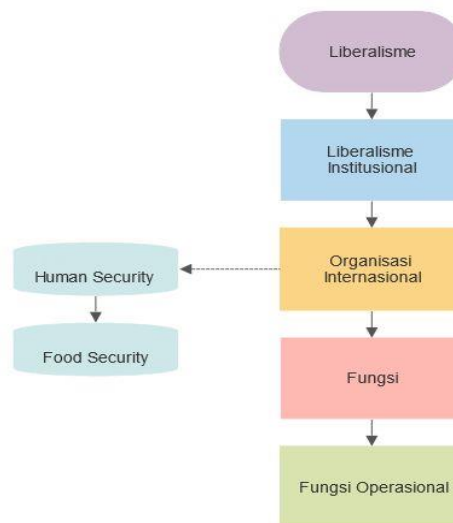 Liberalisme
Liberalisme
Institusional
Organisasi
Internasional
Human Security
Food Security
Fungsi
Fungsi Operasional